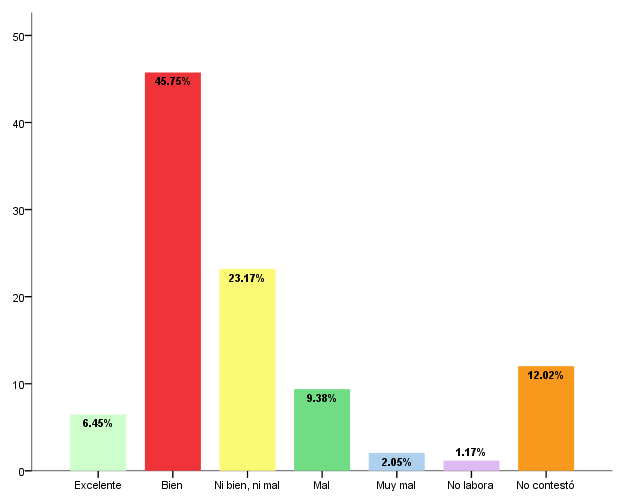 50
40
30
20
10
0
6.45%
45.75%
23.17%
9.38%
2.05%
1.17%
12.02%
Excelente
Bien
Ni bien, ni mal
Mal
Muy mal
No labora
No contestó